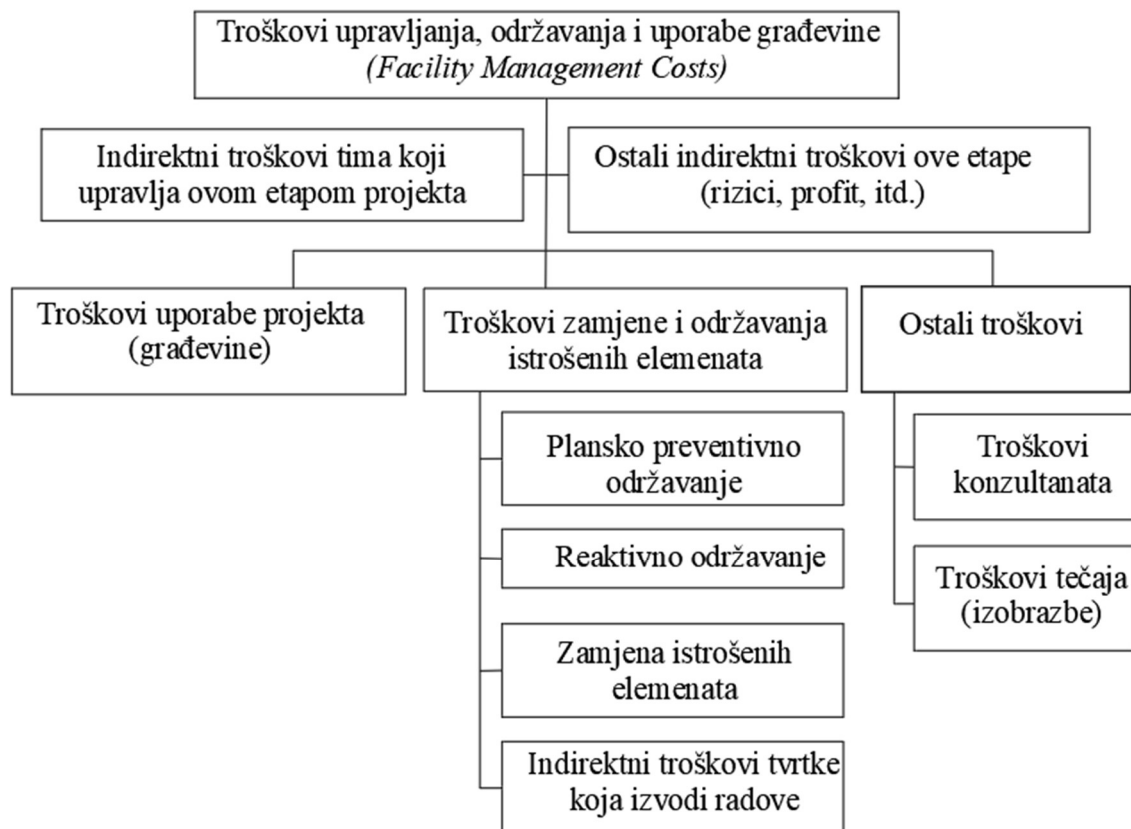 Troškovi upravljanja, održavanja i uporabe građevine
(Facility Management Costs)
Indirektni troškovi tima koji
upravlja ovom etapom projekta
Ostali indirektni troškovi ove etape
(rizici, profit, itd.)
Troškovi uporabe projekta
(građevine)
Troškovi zamjene i održavanja
istrošenih elemenata
Ostali troškovi
Plansko preventivno
održavanje
Reaktivno održavanje
Zamjena istrošenih
elemenata
Indirektni troškovi tvrtke
koja izvodi radove
Troškovi
konzultanata
Troškovi tečaja
(izobrazbe)